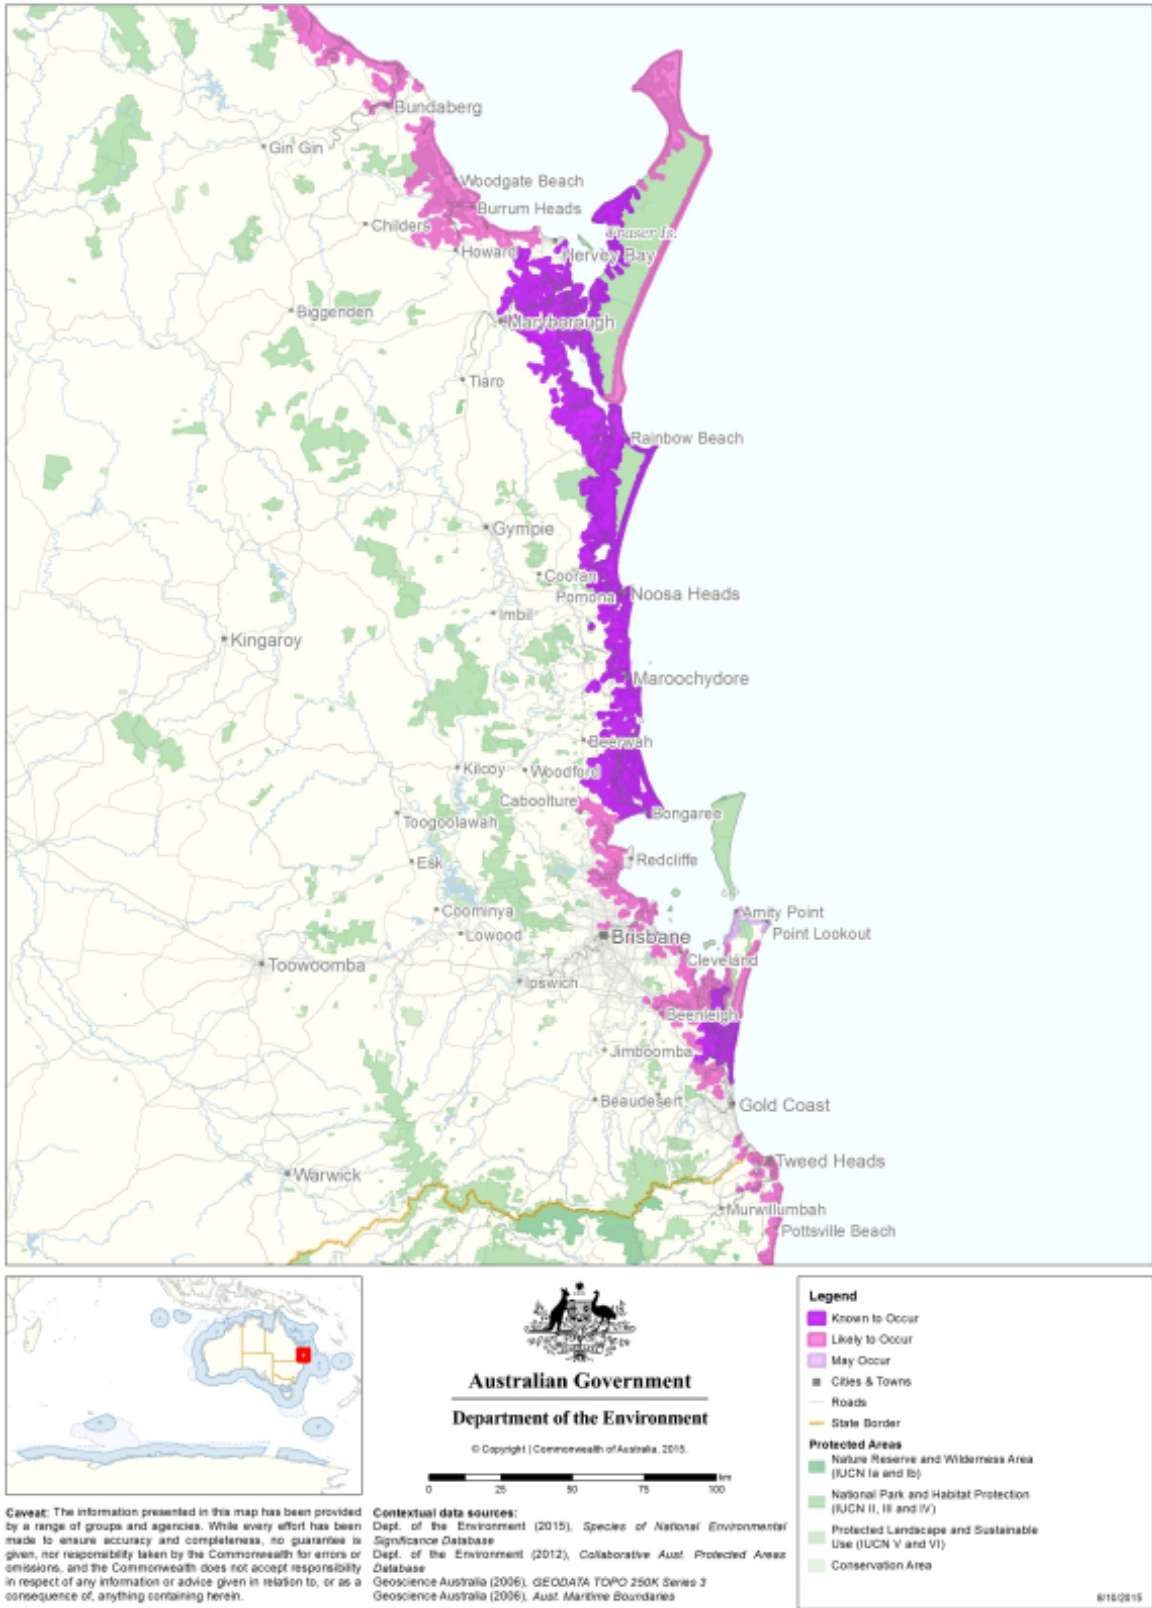 Bundaberg
Gin Gin
Woodgate Beach
Burrum Heads
Childers
Fraser Is.
Howard
Hervey Bay
Biggenden
Maryborough
Tiaro
Rainbow Beach
Gympie
Cooran
Pomona
Noosa Heads
Imbil
Kingaroy
Maroochydore
Beerwah
Kilcoy
Woodford
Caboolture
Bongaree
Toogoolawah
Esk
Redcliffe
Coominya
Amity Point
Lowood
Brisbane
Point Lookout
Toowoomba
Cleveland
Ipswich
Beenleigh
Jimboomba
Beaudesert
Gold Coast
Warwick
Tweed Heads
Murwillumbah
Pottsville Beach
Australian Government
Department of the Environment
© Copyright | Commonwealth of Australia, 2015.
km
0 25 50 75 100
Legend
Known to Occur
Likely to Occur
May Occur
Cities & Towns
Roads
State Border
Protected Areas
Nature Reserve and Wilderness Area
(IUCN Ia and Ib)
National Park and Habitat Protection
(IUCN II, III and IV)
Protected Landscape and Sustainable
Use (IUCN V and VI)
Conservation Area
8/10/2015
Caveat: The information presented in this map has been provided
by a range of groups and agencies. While every effort has been
made to ensure accuracy and completeness, no guarantee is
given, nor responsibility taken by the Commonwealth for errors or
omissions, and the Commonwealth does not accept responsibility
in respect of any information or advice given in relation to, or as a
consequence of, anything containing herein.
Contextual data sources:
Dept. of the Environment (2015), Species of National Environmental
Significance Database
Dept. of the Environment (2012), Collaborative Aust. Protected Areas
Database
Geoscience Australia (2006), GEODATA TOPO 250K Series 3
Geoscience Australia (2006), Aust. Maritime Boundaries